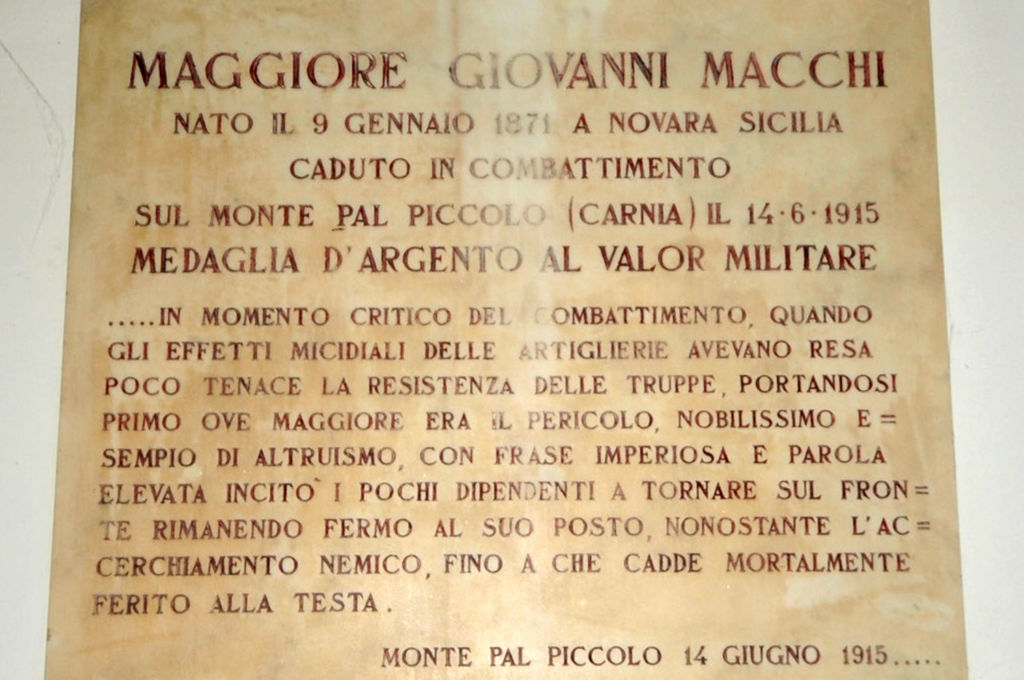 MAGGIORE GIOVANNI MACCHI
NATO IL 9 GENNAIO 1871 A NOVARA SICILIA
CADUTO IN COMBATTIMENTO
SUL MONTE PAL PICCOLO (CARNIA) IL 14·6·1915
MEDAGLIA D'ARGENTO AL VALOR MILITARE
.....IN MOMENTO CRITICO DEL COMBATTIMENTO, QUANDO
GLI EFFETTI MICIDIALI DELLE ARTIGLIERIE AVEVANO RESA
POCO TENACE LA RESISTENZA DELLE TRUPPE, PORTANDOSI
PRIMO OVE MAGGIORE ERA IL PERICOLO, NOBILISSIMO E=
SEMPIO DI ALTRUISMO, CON FRASE IMPERIOSA E PAROLA
ELEVATA INCITO` I POCHI DIPENDENTI A TORNARE SUL FRON=
TE RIMANENDO FERMO AL SUO POSTO, NONOSTANTE L'AC=
CERCHIAMENTO NEMICO, FINO A CHE CADDE MORTALMENTE
FERITO ALLA TESTA.
MONTE PAL PICCOLO 14 GIUGNO 1915.....